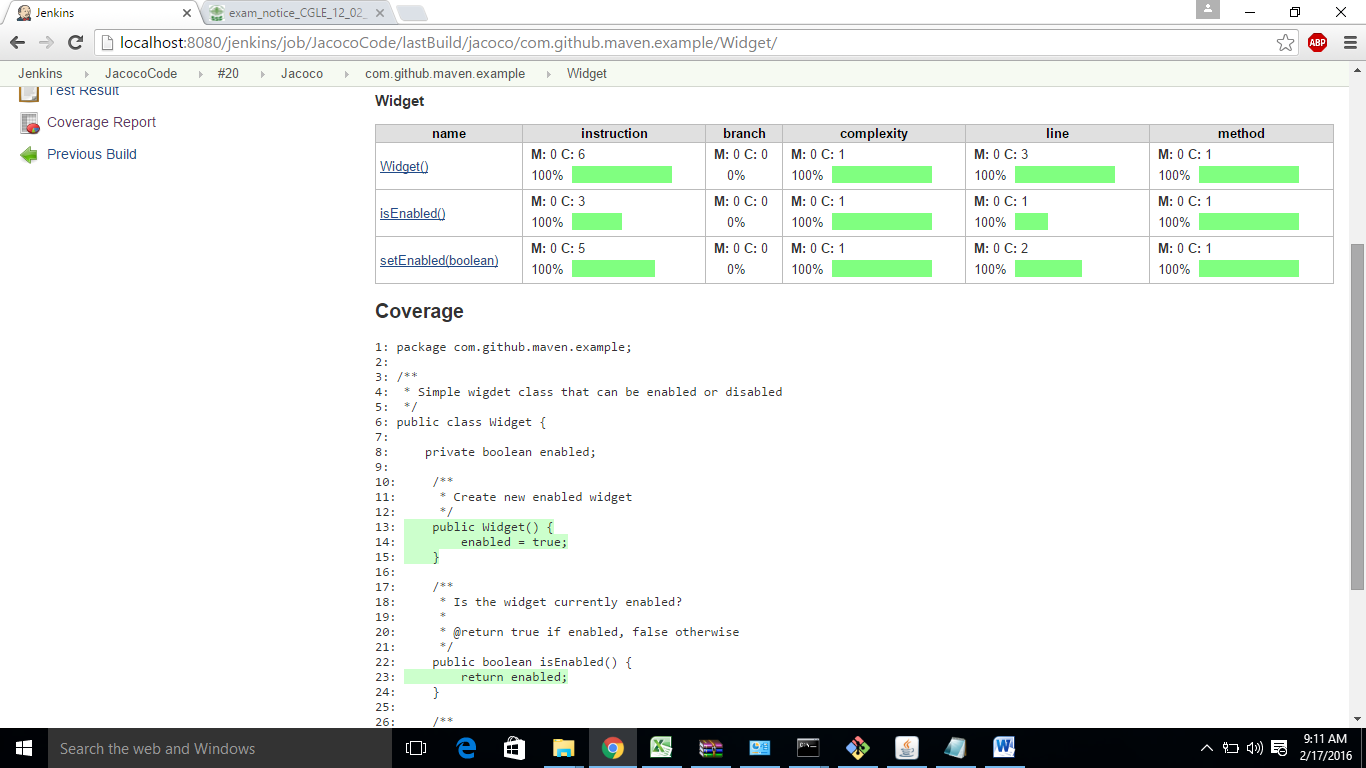 Jenkins
exam_notice_CGLE_12_02_
localhost:8080/jenkins/job/JacocoCode/lastBuild/jacoco/com.github.maven.example/Widget/
ABP
Jenkins JacocoCode #20 Jacoco com.github.maven.example Widget
Test Result
Coverage Report
Previous Build
Widget
name instruction branch complexity line method
Widget() M: 0 C: 6 100% M: 0 C: 0 0% M: 0 C: 1 100% M: 0 C: 3 100% M: 0 C: 1 100%
isEnabled() M: 0 C: 3 100% M: 0 C: 0 0% M: 0 C: 1 100% M: 0 C: 1 100% M: 0 C: 1 100%
setEnabled(boolean) M: 0 C: 5 100% M: 0 C: 0 0% M: 0 C: 1 100% M: 0 C: 2 100% M: 0 C: 1 100%
Coverage
1: package com.github.maven.example;
2:
3: /**
4:  * Simple wigdet class that can be enabled or disabled
5:  */
6: public class Widget {
7:
8:     private boolean enabled;
9:
10:     /**
11:      * Create new enabled widget
12:      */
13:     public Widget() {
14:         enabled = true;
15:     }
16:
17:     /**
18:      * Is the widget currently enabled?
19:      *
20:      * @return true if enabled, false otherwise
21:      */
22:     public boolean isEnabled() {
23:         return enabled;
24:     }
25:
26:     /**
Search the web and Windows
9:11 AM
2/17/2016